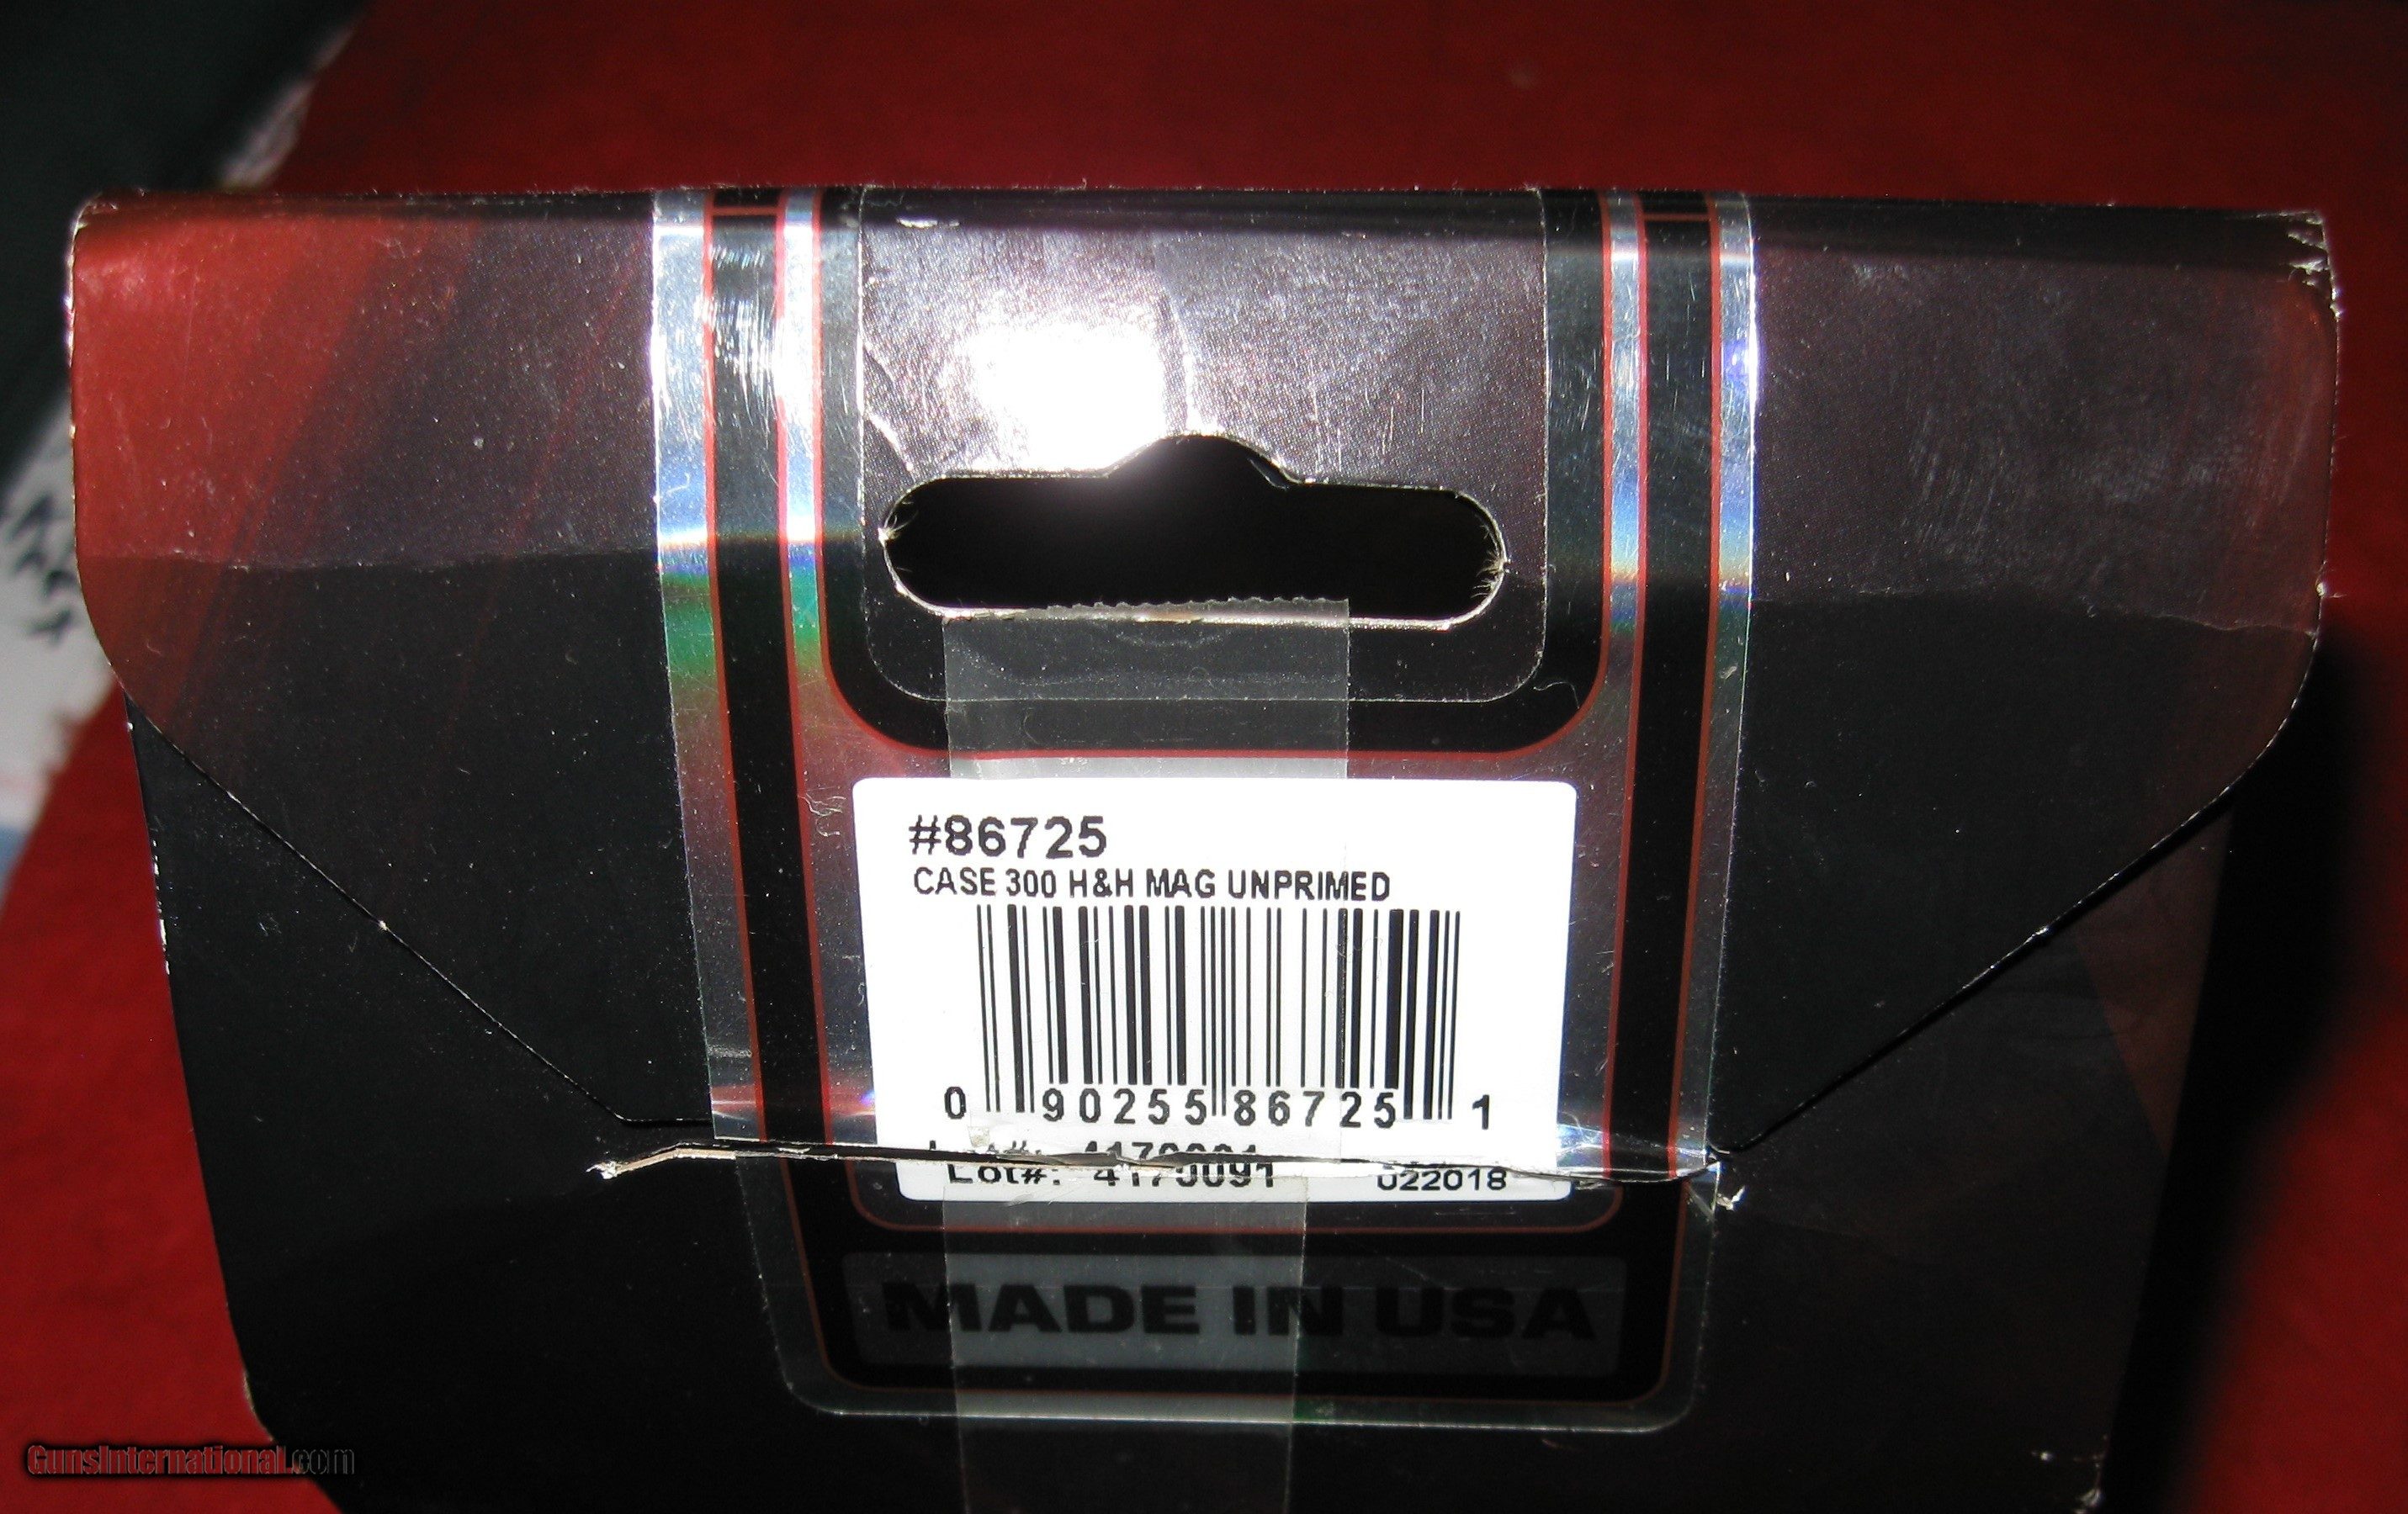 #86725
CASE 300 H&H MAG UNPRIMED
0 90255 86725 1
Lot#: 4170091 022018
MADE IN USA
GunsInternational.com